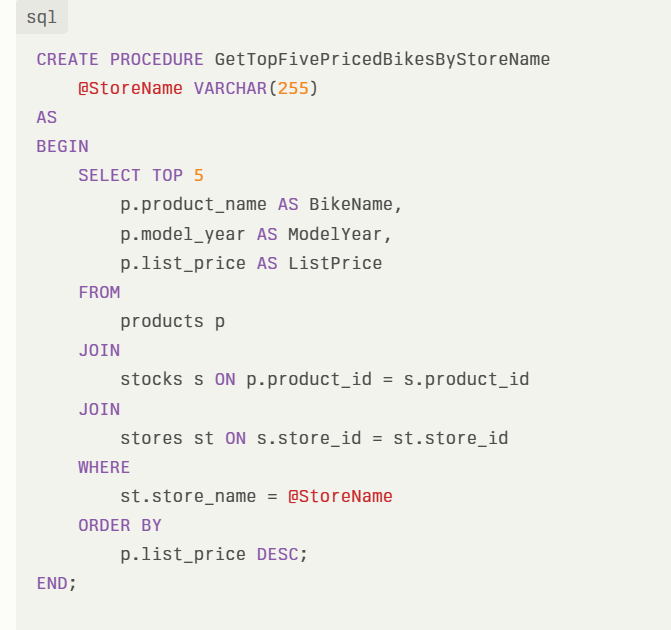 sql
CREATE PROCEDURE GetTopFivePricedBikesByStoreName
    @StoreName VARCHAR(255)
AS
BEGIN
    SELECT TOP 5
        p.product_name AS BikeName,
        p.model_year AS ModelYear,
        p.list_price AS ListPrice
    FROM
        products p
    JOIN
        stocks s ON p.product_id = s.product_id
    JOIN
        stores st ON s.store_id = st.store_id
    WHERE
        st.store_name = @StoreName
    ORDER BY
        p.list_price DESC;
END;